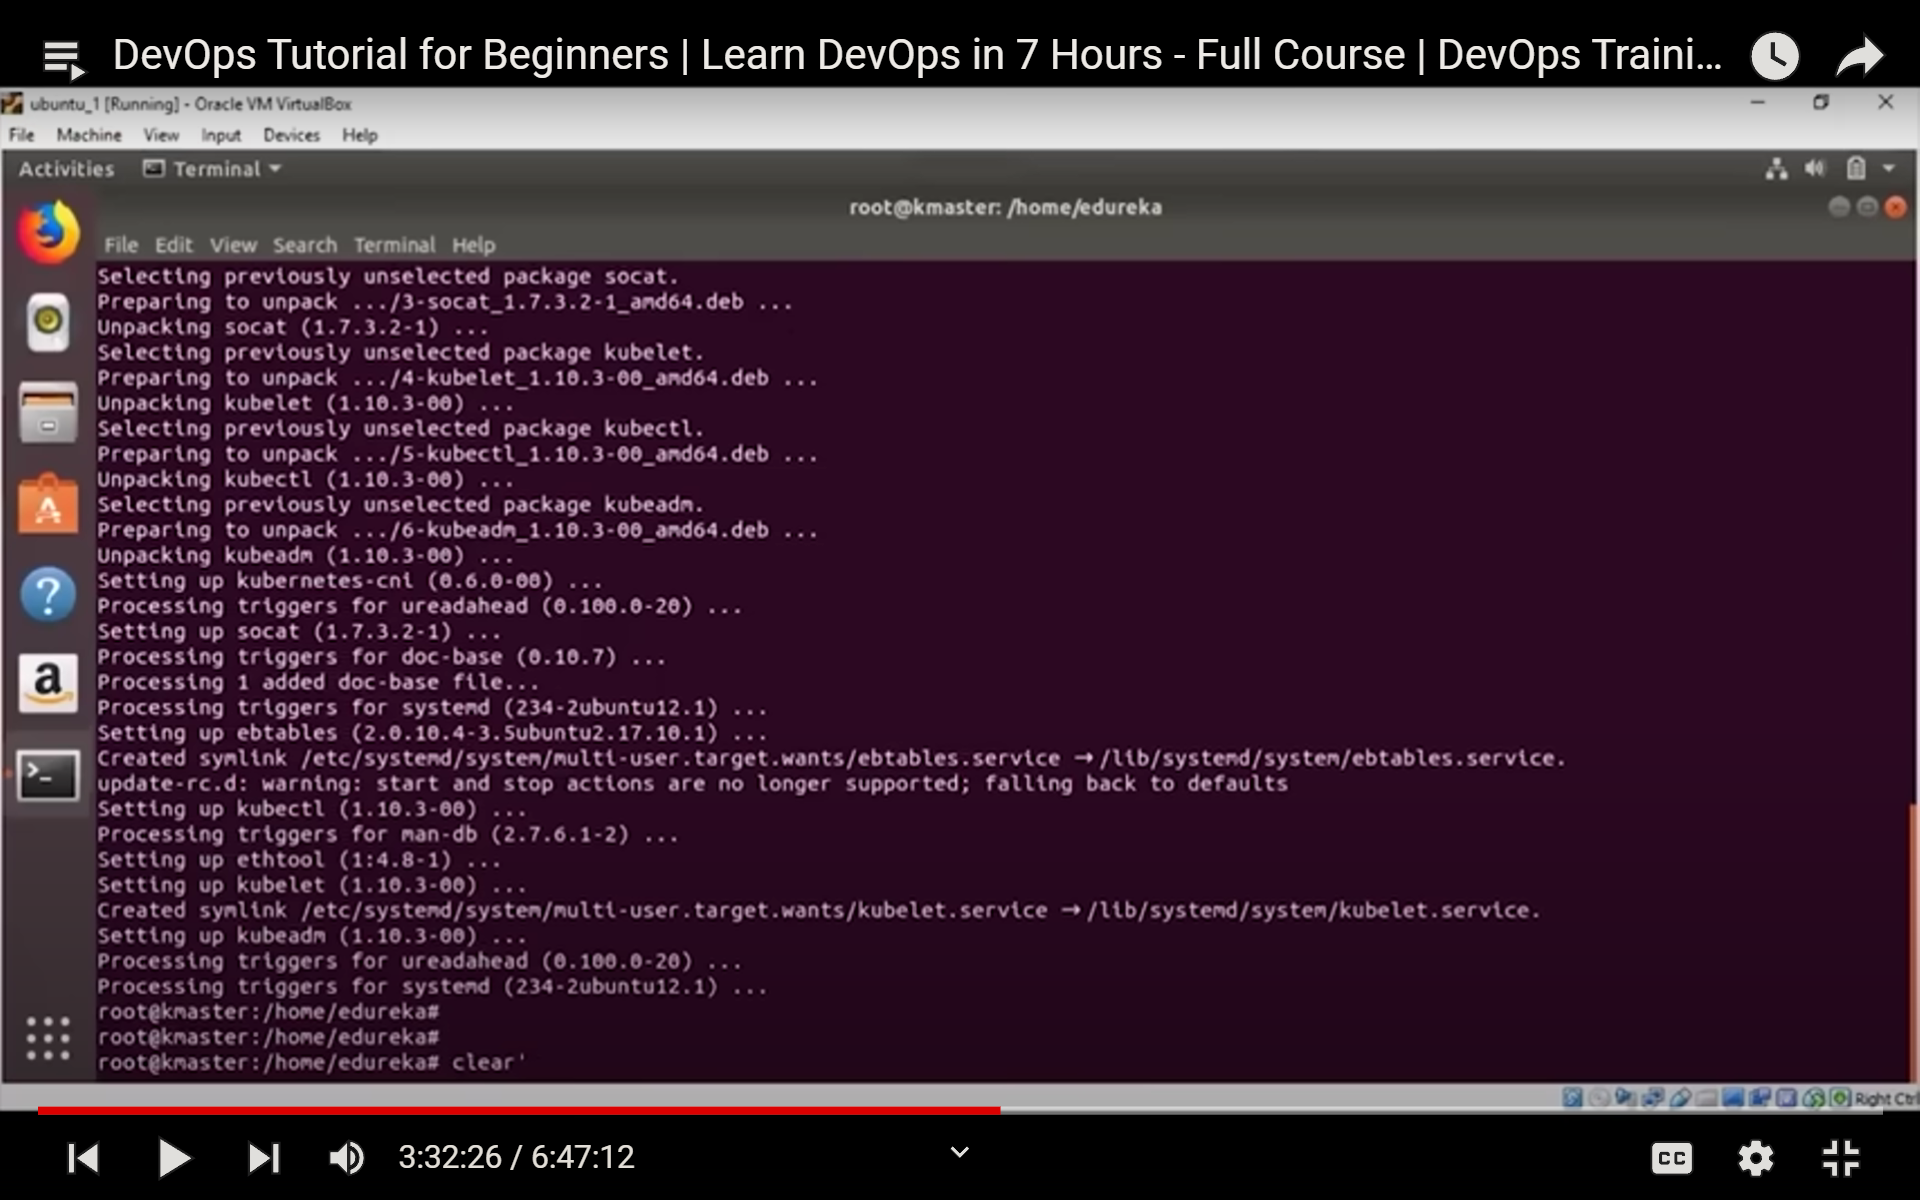 DevOps Tutorial for Beginners | Learn DevOps in 7 Hours - Full Course | DevOps Traini...
ubuntu_1 [Running] - Oracle VM VirtualBox
File Machine View Input Devices Help
Activities Terminal
root@kmaster: /home/edureka
File Edit View Search Terminal Help
Selecting previously unselected package socat.
Preparing to unpack .../3-socat_1.7.3.2-1_amd64.deb ...
Unpacking socat (1.7.3.2-1) ...
Selecting previously unselected package kubelet.
Preparing to unpack .../4-kubelet_1.10.3-00_amd64.deb ...
Unpacking kubelet (1.10.3-00) ...
Selecting previously unselected package kubectl.
Preparing to unpack .../5-kubectl_1.10.3-00_amd64.deb ...
Unpacking kubectl (1.10.3-00) ...
Selecting previously unselected package kubeadm.
Preparing to unpack .../6-kubeadm_1.10.3-00_amd64.deb ...
Unpacking kubeadm (1.10.3-00) ...
Setting up kubernetes-cni (0.6.0-00) ...
Processing triggers for ureadahead (0.100.0-20) ...
Setting up socat (1.7.3.2-1) ...
Processing triggers for doc-base (0.10.7) ...
Processing 1 added doc-base file...
Processing triggers for systemd (234-2ubuntu12.1) ...
Setting up ebtables (2.0.10.4-3.5ubuntu2.17.10.1) ...
Created symlink /etc/systemd/system/multi-user.target.wants/ebtables.service → /lib/systemd/system/ebtables.service.
update-rc.d: warning: start and stop actions are no longer supported; falling back to defaults
Setting up kubectl (1.10.3-00) ...
Processing triggers for man-db (2.7.6.1-2) ...
Setting up ethtool (1:4.8-1) ...
Setting up kubelet (1.10.3-00) ...
Created symlink /etc/systemd/system/multi-user.target.wants/kubelet.service → /lib/systemd/system/kubelet.service.
Setting up kubeadm (1.10.3-00) ...
Processing triggers for ureadahead (0.100.0-20) ...
Processing triggers for systemd (234-2ubuntu12.1) ...
root@kmaster:/home/edureka#
root@kmaster:/home/edureka#
root@kmaster:/home/edureka# clear'
Right Ctrl
3:32:26 / 6:47:12
CC